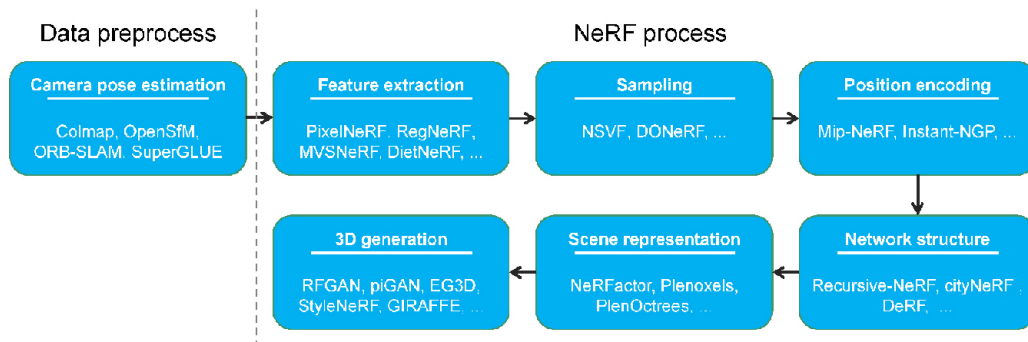 Data preprocess
NeRF process
Camera pose estimation
Colmap, OpenSfM,
ORB-SLAM, SuperGLUE
Feature extraction
PixelNeRF, RegNeRF,
MVSNeRF, DietNeRF, ...
Sampling
NSVF, DONeRF, ...
Position encoding
Mip-NeRF, Instant-NGP, ...
3D generation
RFGAN, piGAN, EG3D,
StyleNeRF, GIRAFFE, ...
Scene representation
NeRFactor, Plenoxels,
PlenOctrees, ...
Network structure
Recursive-NeRF, cityNeRF ,
DeRF, ...